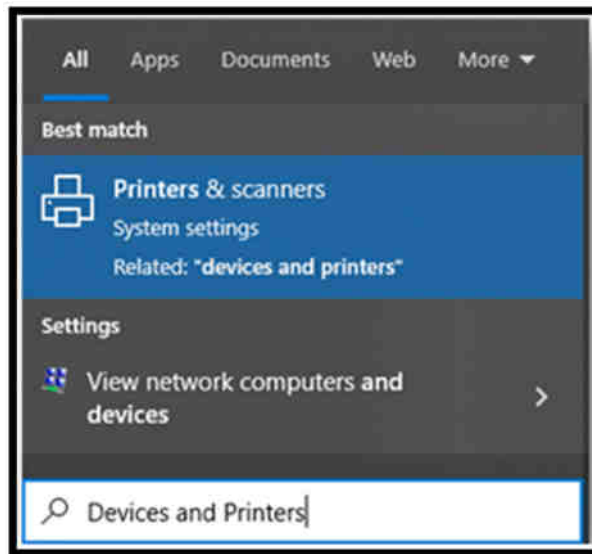 All Apps Documents Web More
Best match
Printers & scanners
System settings
Related: "devices and printers"
Settings
View network computers and
devices
Devices and Printers